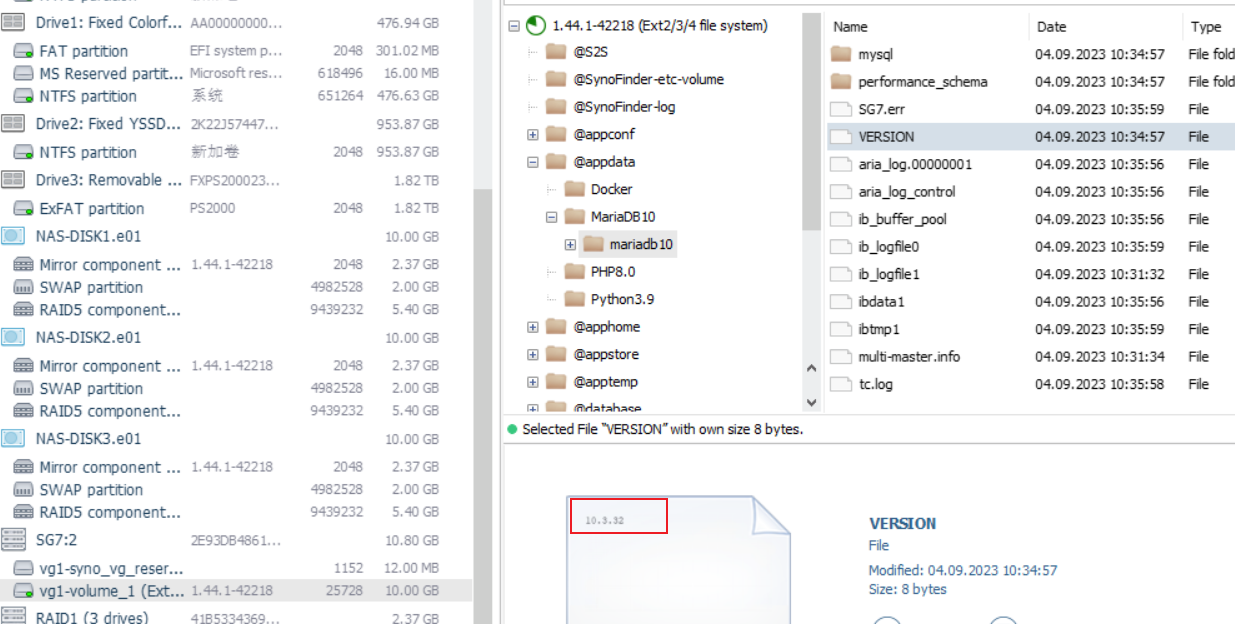 Drive1: Fixed Colorf... AA00000000... 476.94 GB
FAT partition EFI system p... 2048 301.02 MB
MS Reserved partit... Microsoft res... 618496 16.00 MB
NTFS partition 系统 651264 476.63 GB
Drive2: Fixed YSSD... 2K22J57447... 953.87 GB
NTFS partition 新加卷 2048 953.87 GB
Drive3: Removable ... FXPS200023... 1.82 TB
ExFAT partition PS2000 2048 1.82 TB
NAS-DISK1.e01 10.00 GB
Mirror component ... 1.44.1-42218 2048 2.37 GB
SWAP partition 4982528 2.00 GB
RAID5 component... 9439232 5.40 GB
NAS-DISK2.e01 10.00 GB
Mirror component ... 1.44.1-42218 2048 2.37 GB
SWAP partition 4982528 2.00 GB
RAID5 component... 9439232 5.40 GB
NAS-DISK3.e01 10.00 GB
Mirror component ... 1.44.1-42218 2048 2.37 GB
SWAP partition 4982528 2.00 GB
RAID5 component... 9439232 5.40 GB
SG7:2 2E93DB4861... 10.80 GB
vg1-syno_vg_reser... 1152 12.00 MB
vg1-volume_1 (Ext... 1.44.1-42218 25728 10.00 GB
RAID1 (3 drives) 41B5334369... 2.37 GB
1.44.1-42218 (Ext2/3/4 file system)
@S2S
@SynoFinder-etc-volume
@SynoFinder-log
@appconf
@appdata
Docker
MariaDB10
mariadb10
PHP8.0
Python3.9
@apphome
@appstore
@apptemp
@database
Name Date Type
mysql 04.09.2023 10:34:57 File fold
performance_schema 04.09.2023 10:34:57 File fold
SG7.err 04.09.2023 10:35:59 File
VERSION 04.09.2023 10:34:57 File
aria_log.00000001 04.09.2023 10:35:56 File
aria_log_control 04.09.2023 10:35:56 File
ib_buffer_pool 04.09.2023 10:35:56 File
ib_logfile0 04.09.2023 10:35:59 File
ib_logfile1 04.09.2023 10:31:32 File
ibdata1 04.09.2023 10:35:56 File
ibtmp1 04.09.2023 10:35:59 File
multi-master.info 04.09.2023 10:31:34 File
tc.log 04.09.2023 10:35:58 File
Selected File "VERSION" with own size 8 bytes.
10.3.32
VERSION
File
Modified: 04.09.2023 10:34:57
Size: 8 bytes